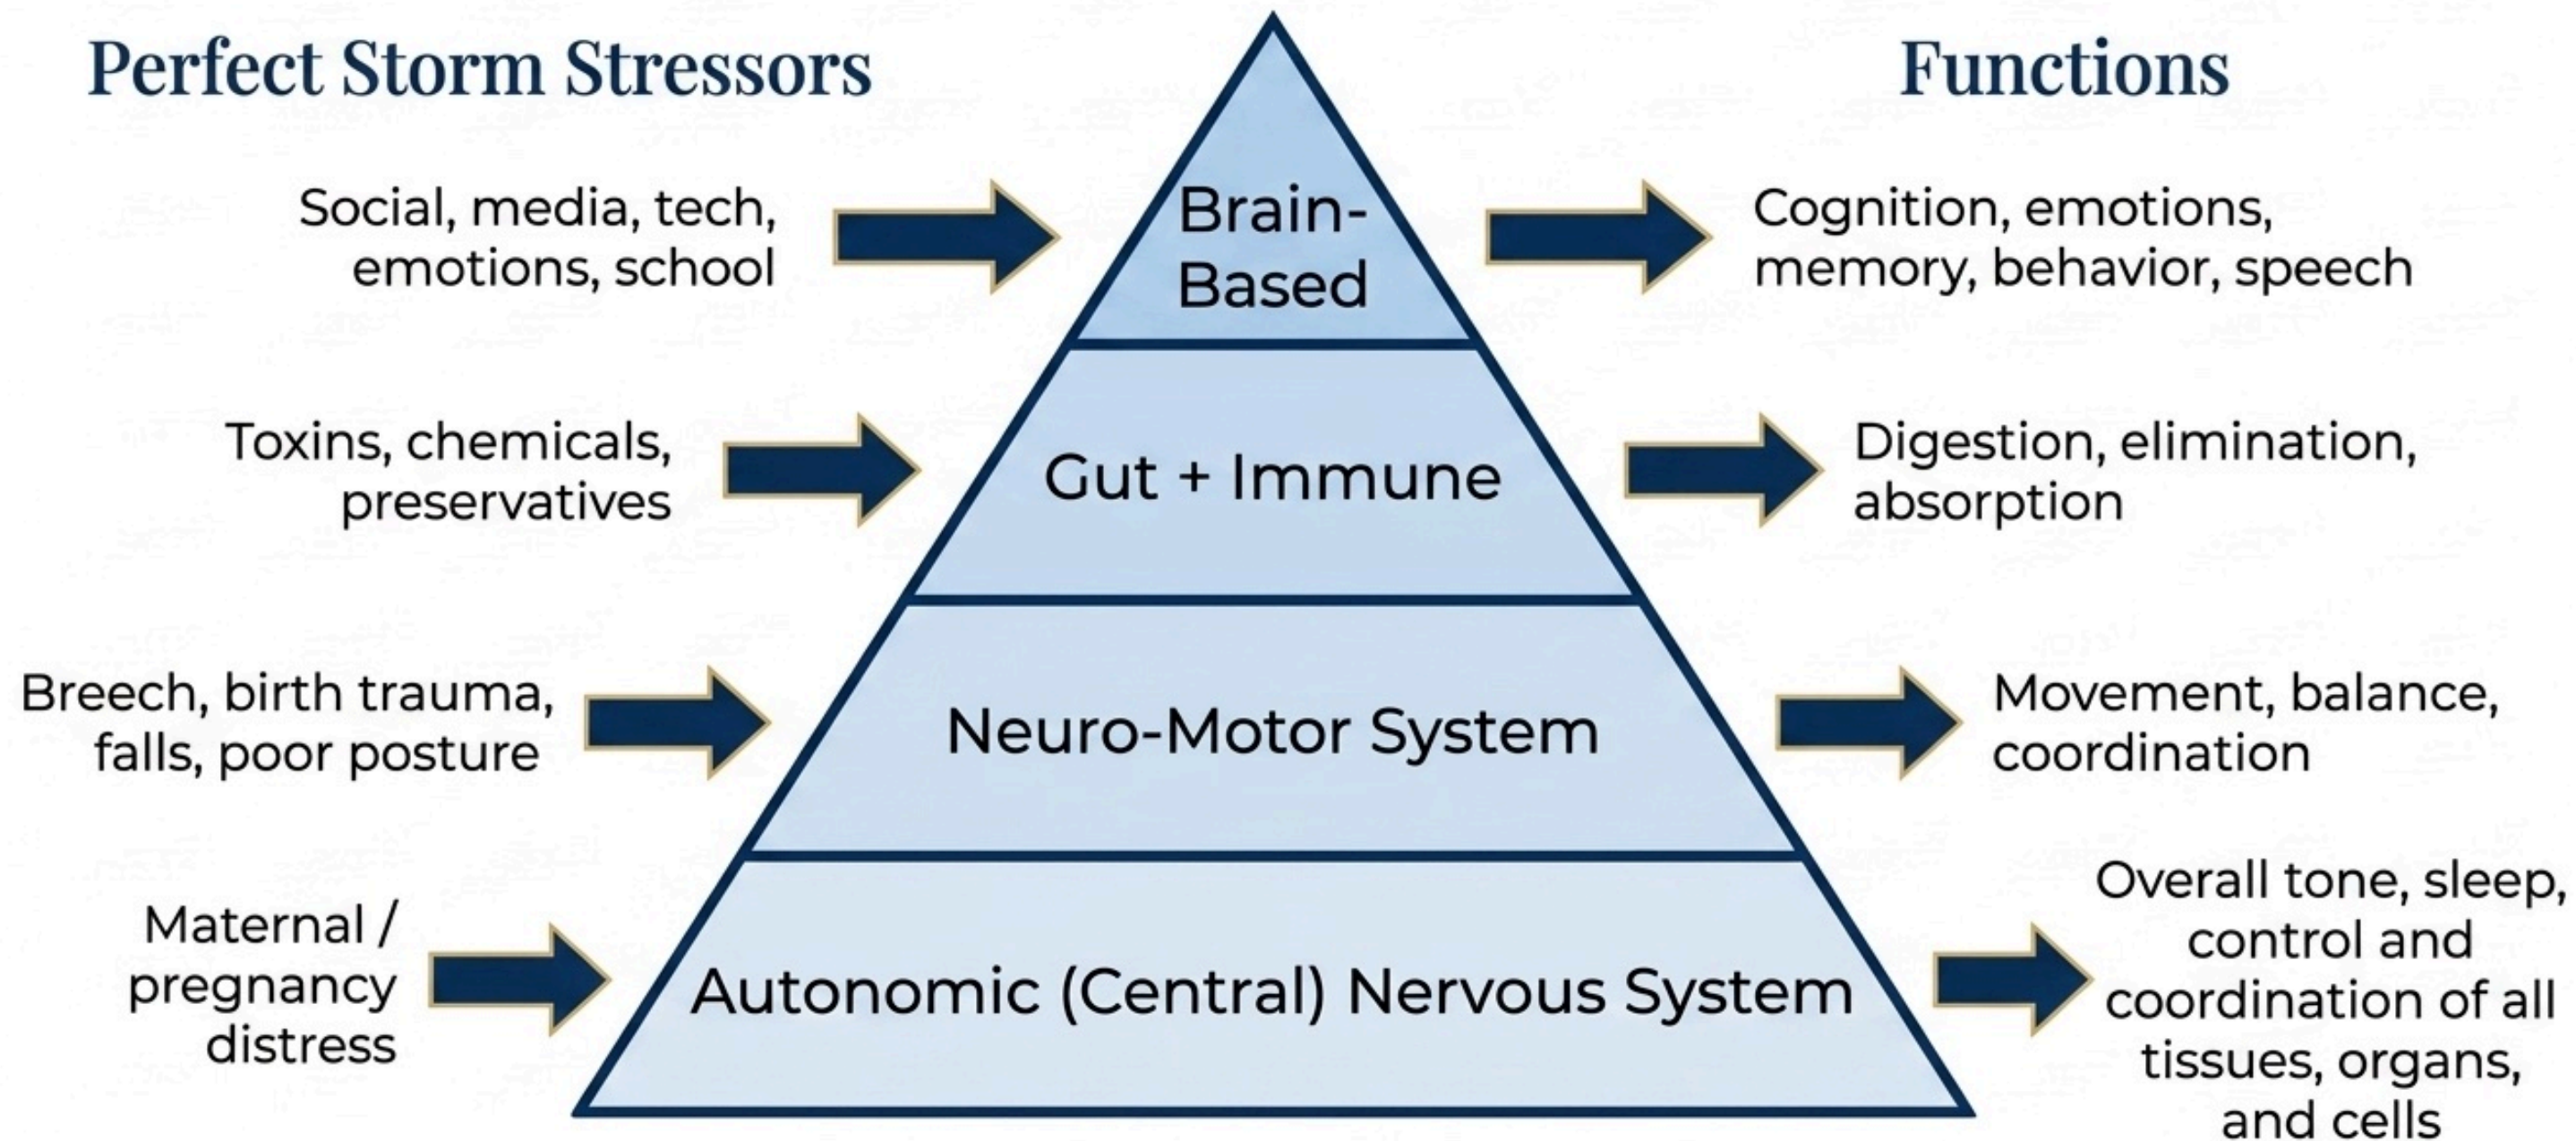 Perfect Storm Stressors
Functions
Social, media, tech,
emotions, school
Brain-
Based
Cognition, emotions,
memory, behavior, speech
Toxins, chemicals,
preservatives
Gut + Immune
Digestion, elimination,
absorption
Breech, birth trauma,
falls, poor posture
Neuro-Motor System
Movement, balance,
coordination
Maternal /
pregnancy
distress
Autonomic (Central) Nervous System
Overall tone, sleep,
control and
coordination of all
tissues, organs,
and cells